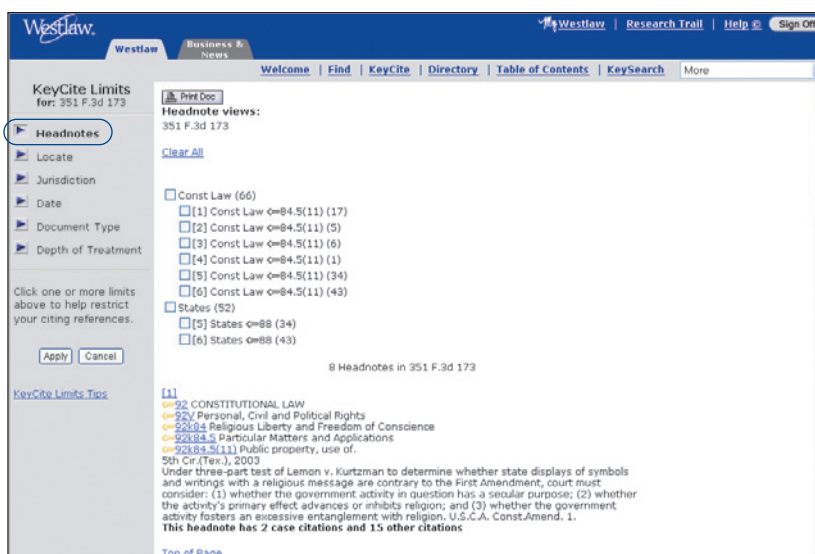 Westlaw.
Westlaw | Research Trail | Help | Sign Off
Westlaw
Business &
News
Welcome | Find | KeyCite | Directory | Table of Contents | KeySearch
More
KeyCite Limits
for: 351 F.3d 173
Headnotes
Locate
Jurisdiction
Date
Document Type
Depth of Treatment
Click one or more limits
above to help restrict
your citing references.
Apply Cancel
KeyCite Limits Tips
Print Doc
Headnote views:
351 F.3d 173
Clear All
Const Law (66)
[1] Const Law 84.5(11) (17)
[2] Const Law 84.5(11) (5)
[3] Const Law 84.5(11) (6)
[4] Const Law 84.5(11) (1)
[5] Const Law 84.5(11) (34)
[6] Const Law 84.5(11) (43)
States (52)
[5] States 88 (34)
[6] States 88 (43)
8 Headnotes in 351 F.3d 173
[1]
92 CONSTITUTIONAL LAW
92V Personal, Civil and Political Rights
92k84 Religious Liberty and Freedom of Conscience
92k84.5 Particular Matters and Applications
92k84.5(11) Public property, use of.
5th Cir.(Tex.), 2003
Under three-part test of Lemon v. Kurtzman to determine whether state displays of symbols
and writings with a religious message are contrary to the First Amendment, court must
consider: (1) whether the government activity in question has a secular purpose; (2) whether
the activity's primary effect advances or inhibits religion; and (3) whether the government
activity fosters an excessive entanglement with religion. U.S.C.A. Const.Amend. 1.
This headnote has 2 case citations and 15 other citations
Top of Page